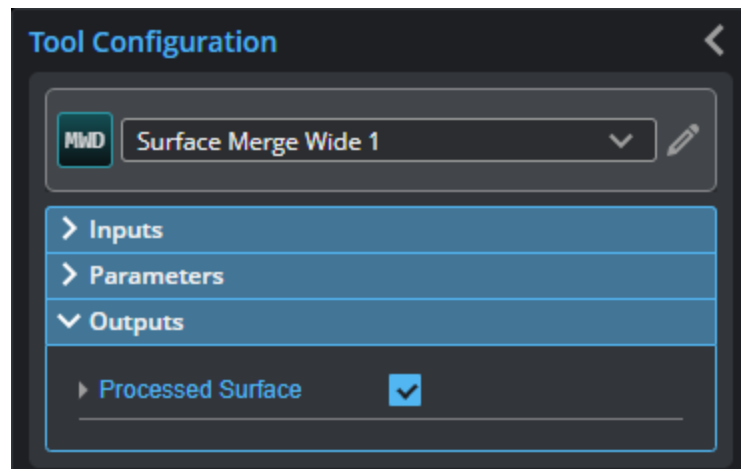 Tool Configuration
MWD Surface Merge Wide 1
Inputs
Parameters
Outputs
Processed Surface